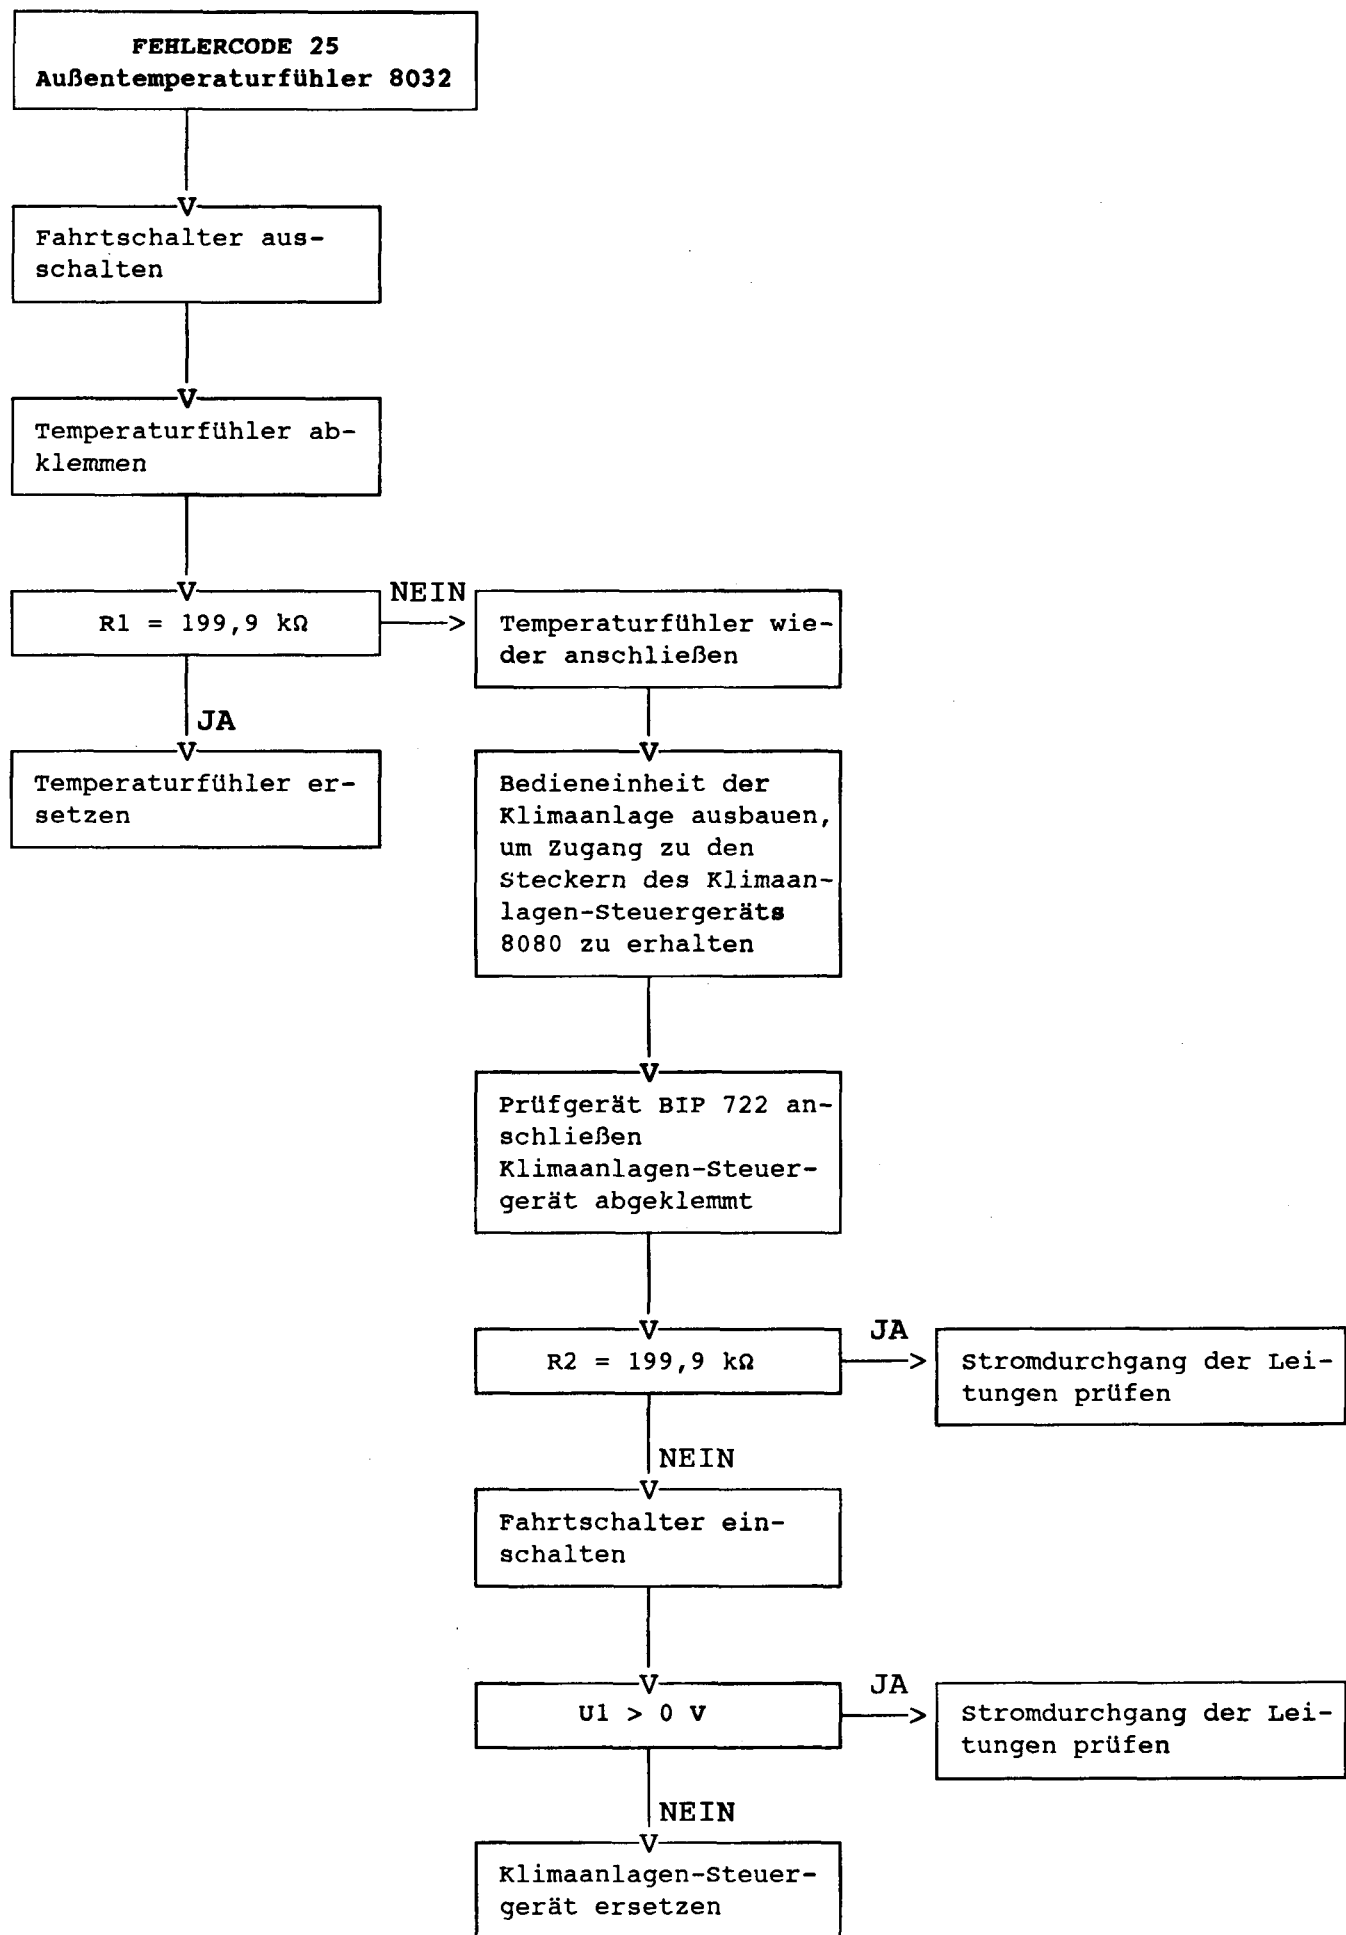 FEHLERCODE 25
Außentemperaturfühler 8032
Fahrtschalter aus-
schalten
Temperaturfühler ab-
klemmen
R1 = 199,9 kΩ
NEIN
JA
Temperaturfühler er-
setzen
Temperaturfühler wie-
der anschließen
Bedieneinheit der
Klimaanlage ausbauen,
um Zugang zu den
Steckern des Klimaan-
lagen-Steuergeräts
8080 zu erhalten
Prüfgerät BIP 722 an-
schließen
Klimaanlagen-Steuer-
gerät abgeklemmt
R2 = 199,9 kΩ
JA
Stromdurchgang der Lei-
tungen prüfen
NEIN
Fahrtschalter ein-
schalten
U1 > 0 V
JA
Stromdurchgang der Lei-
tungen prüfen
NEIN
Klimaanlagen-Steuer-
gerät ersetzen